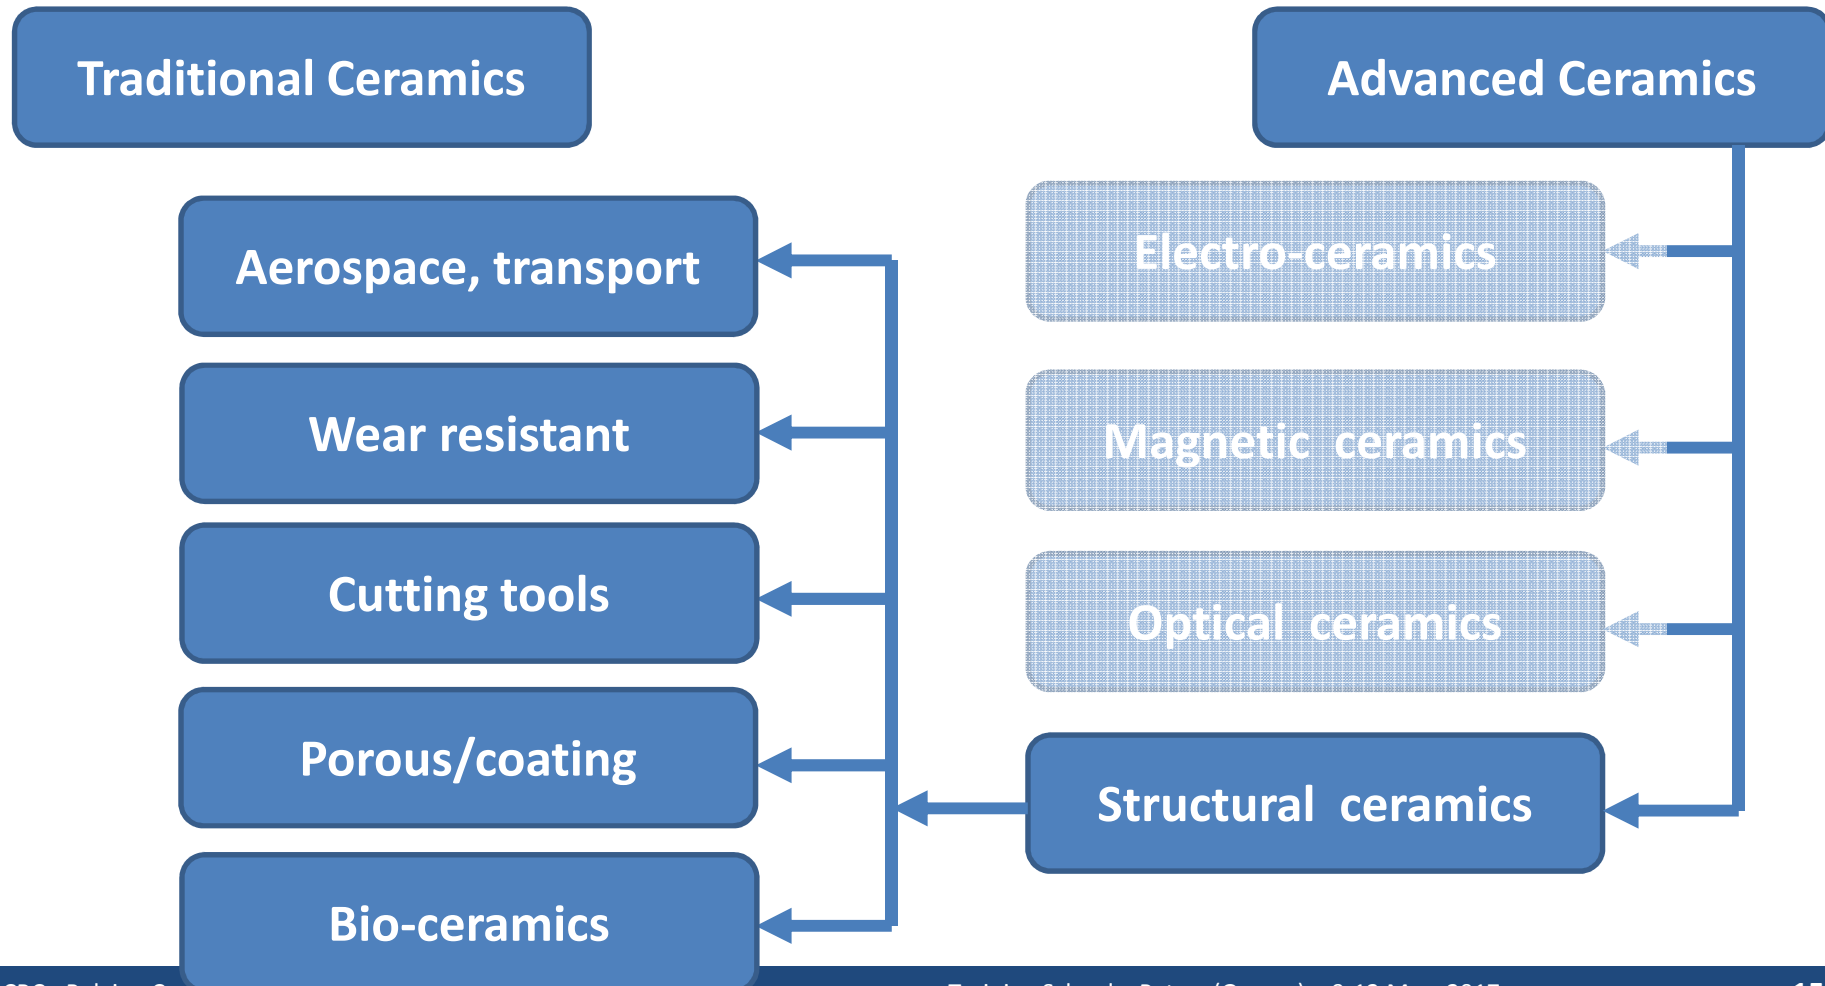 Traditional Ceramics
Advanced Ceramics
Aerospace, transport
Electro-ceramics
Wear resistant
Magnetic ceramics
Cutting tools
Optical ceramics
Porous/coating
Structural ceramics
Bio-ceramics